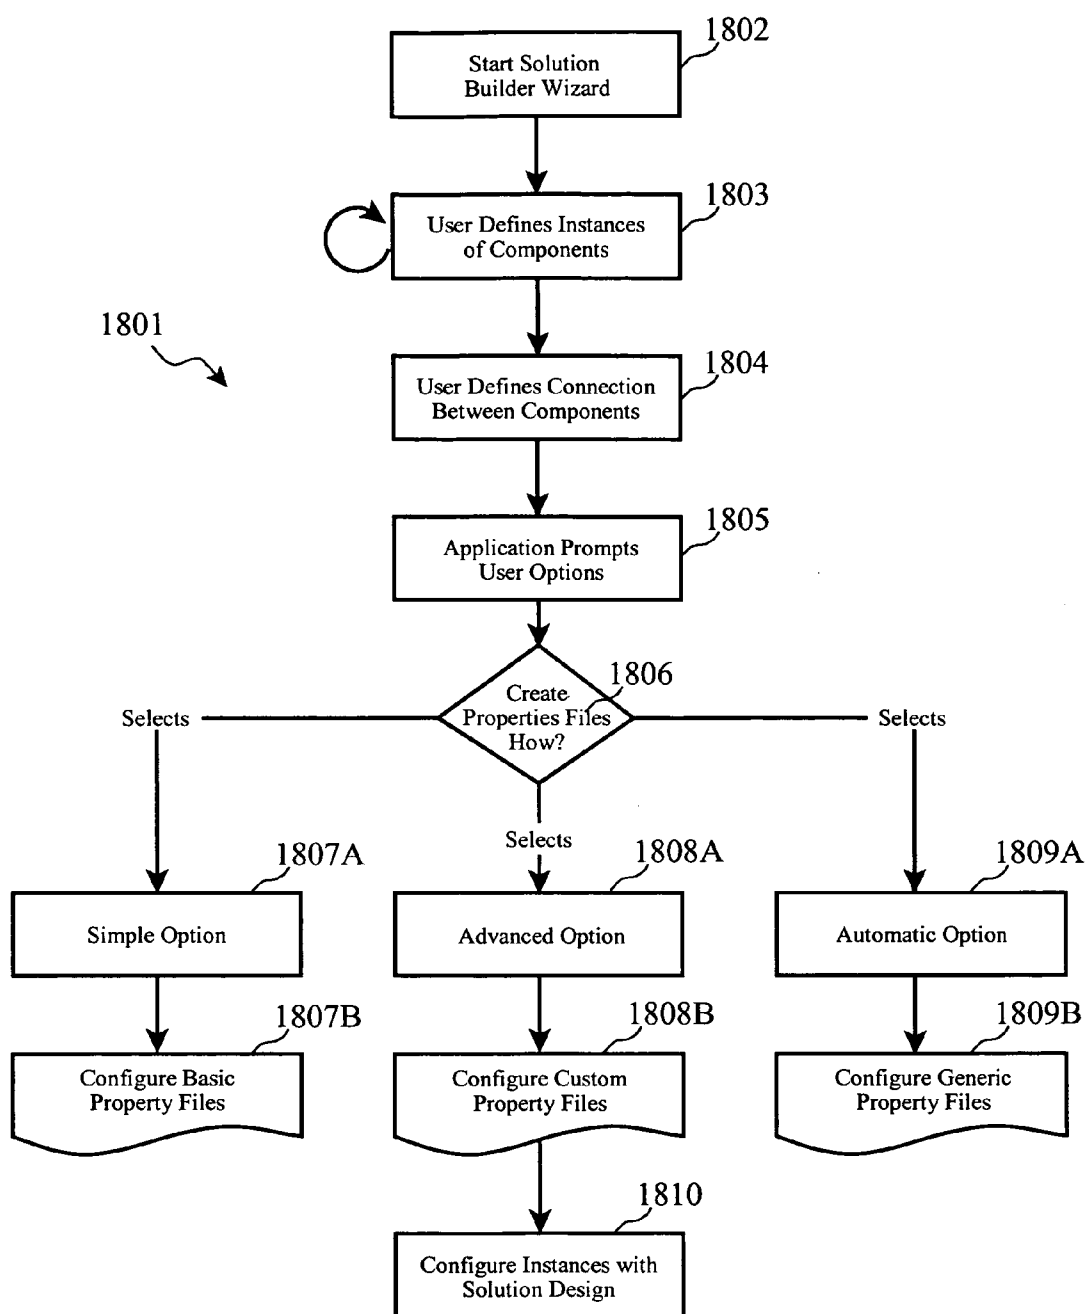 1802
Start Solution
Builder Wizard
1803
User Defines Instances
of Components
1801
1804
User Defines Connection
Between Components
1805
Application Prompts
User Options
1806
Create
Properties Files
How?
Selects
Selects
Selects
1807A
Simple Option
1808A
Advanced Option
1809A
Automatic Option
1807B
Configure Basic
Property Files
1808B
Configure Custom
Property Files
1809B
Configure Generic
Property Files
1810
Configure Instances with
Solution Design